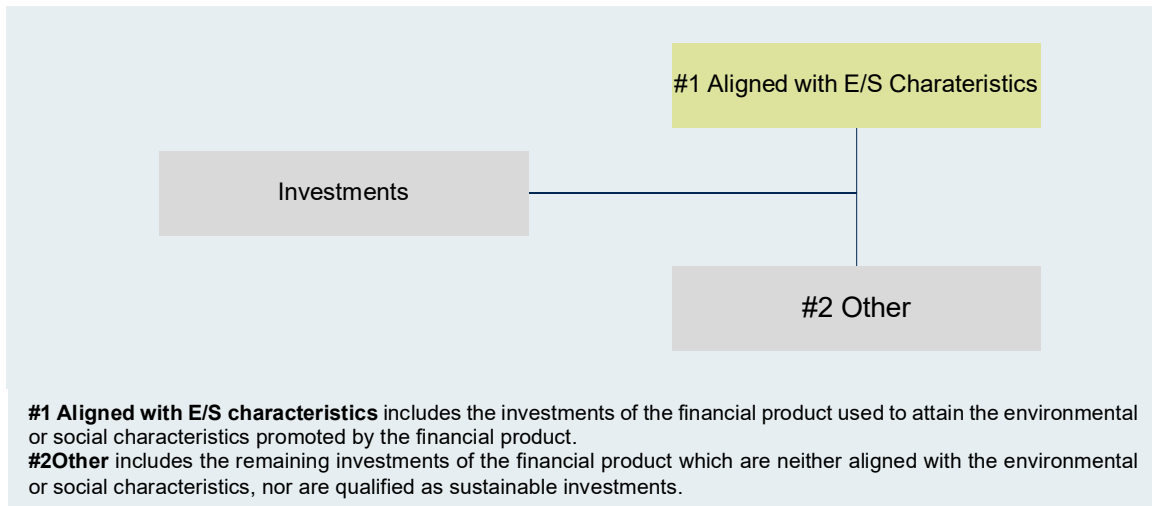 #1 Aligned with E/S Charateristics
Investments
#2 Other
#1 Aligned with E/S characteristics includes the investments of the financial product used to attain the environmental
or social characteristics promoted by the financial product.
#2Other includes the remaining investments of the financial product which are neither aligned with the environmental
or social characteristics, nor are qualified as sustainable investments.